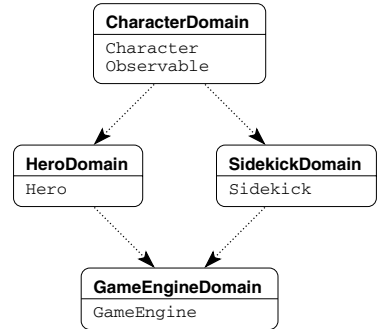 CharacterDomain
Character
Observable
HeroDomain
Hero
SidekickDomain
Sidekick
GameEngineDomain
GameEngine